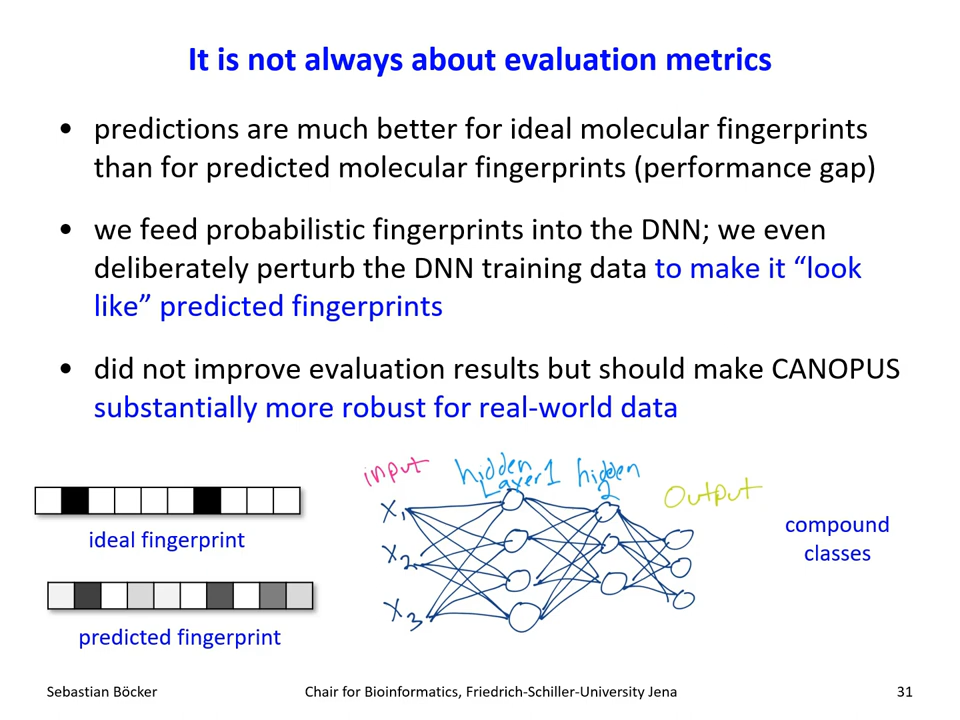 It is not always about evaluation metrics
• predictions are much better for ideal molecular fingerprints
than for predicted molecular fingerprints (performance gap)
• we feed probabilistic fingerprints into the DNN; we even
deliberately perturb the DNN training data to make it “look
like” predicted fingerprints
• did not improve evaluation results but should make CANOPUS
substantially more robust for real-world data
ideal fingerprint
predicted fingerprint
input
hidden
Layer 1
hidden
2
Output
X₁
X₂
X₃
compound
classes
Sebastian Böcker
Chair for Bioinformatics, Friedrich-Schiller-University Jena
31